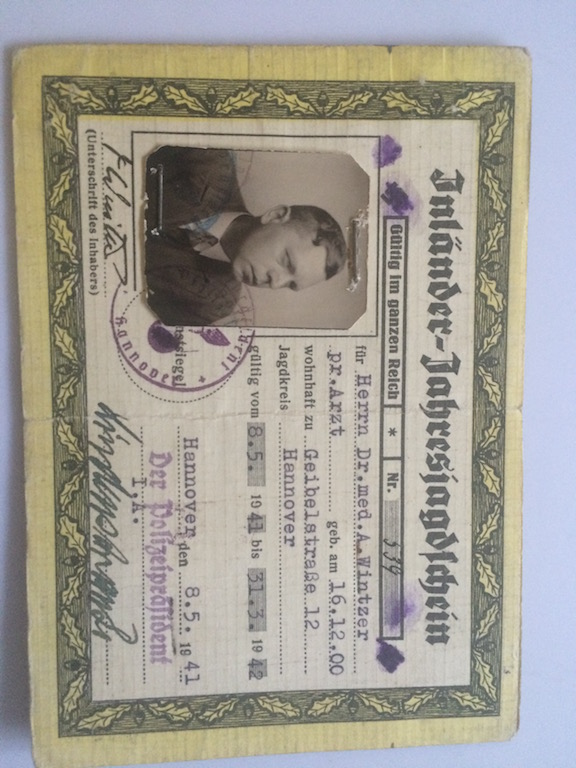 Inländer-Jahresjagdschein
Gültig im ganzen Reich * Nr. 539
für Herrn Dr.med.A.Wintzer
pr.Arzt geb. am 16.12.00
wohnhaft zu Geibelstraße 12
Hannover
Jagdkreis
gültig vom 8.5. 1941 bis 31.3. 1942
Hannover, den 8.5. 1941
Der Polizeipräsident
I.A.
Hannover
(Unterschrift des Inhabers)